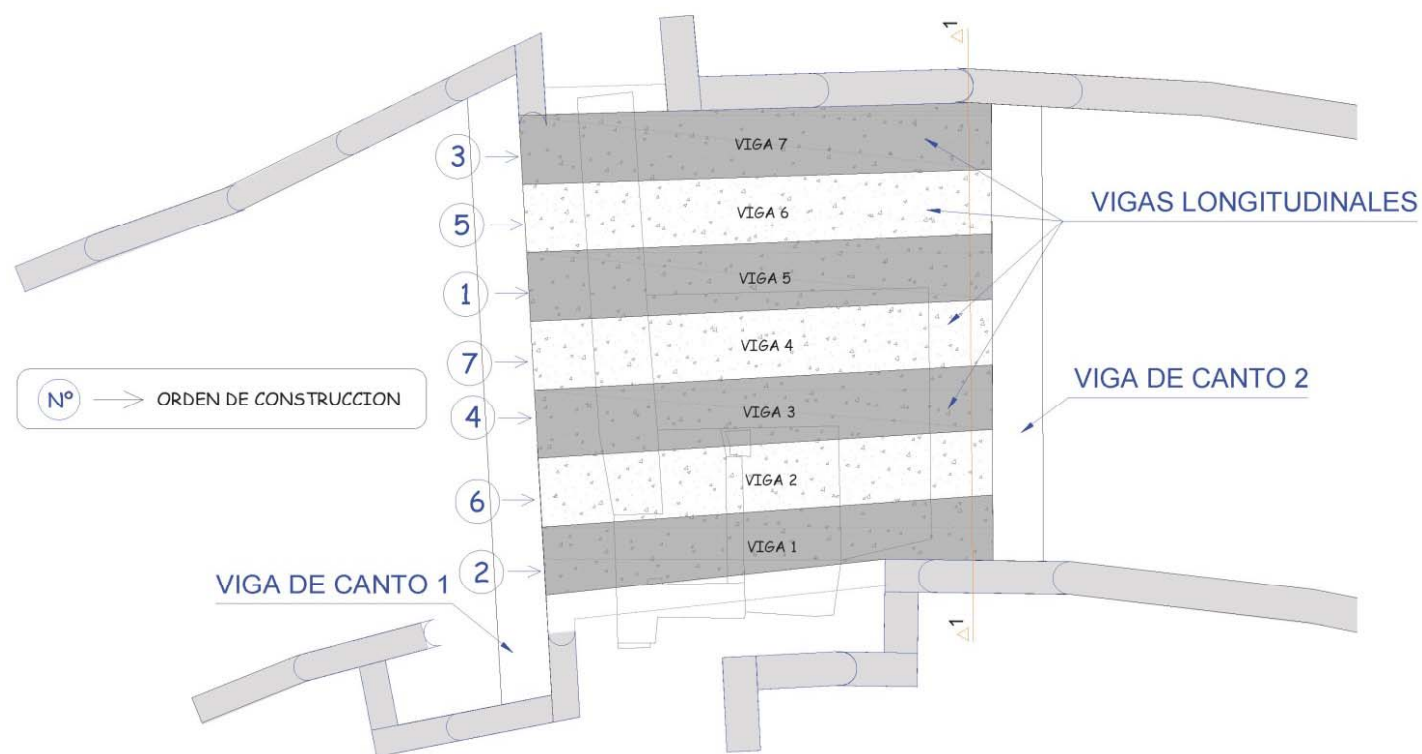 1
3
VIGA 7
5
VIGA 6
VIGAS LONGITUDINALES
1
VIGA 5
7
VIGA 4
Nº
ORDEN DE CONSTRUCCION
4
VIGA 3
VIGA DE CANTO 2
6
VIGA 2
2
VIGA 1
VIGA DE CANTO 1
1